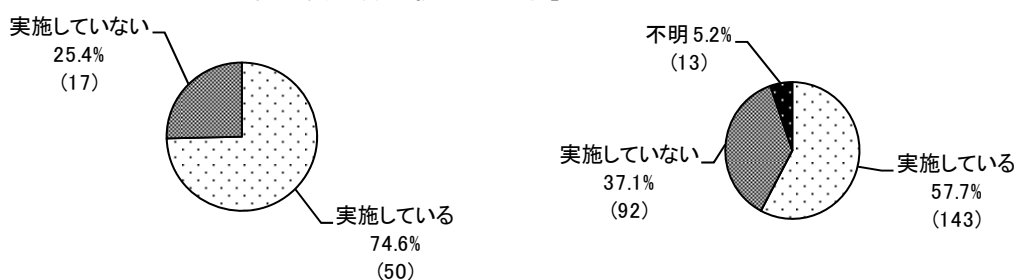 実施していない
25.4%
(17)
実施している
74.6%
(50)
不明 5.2%
(13)
実施していない
37.1%
(92)
実施している
57.7%
(143)